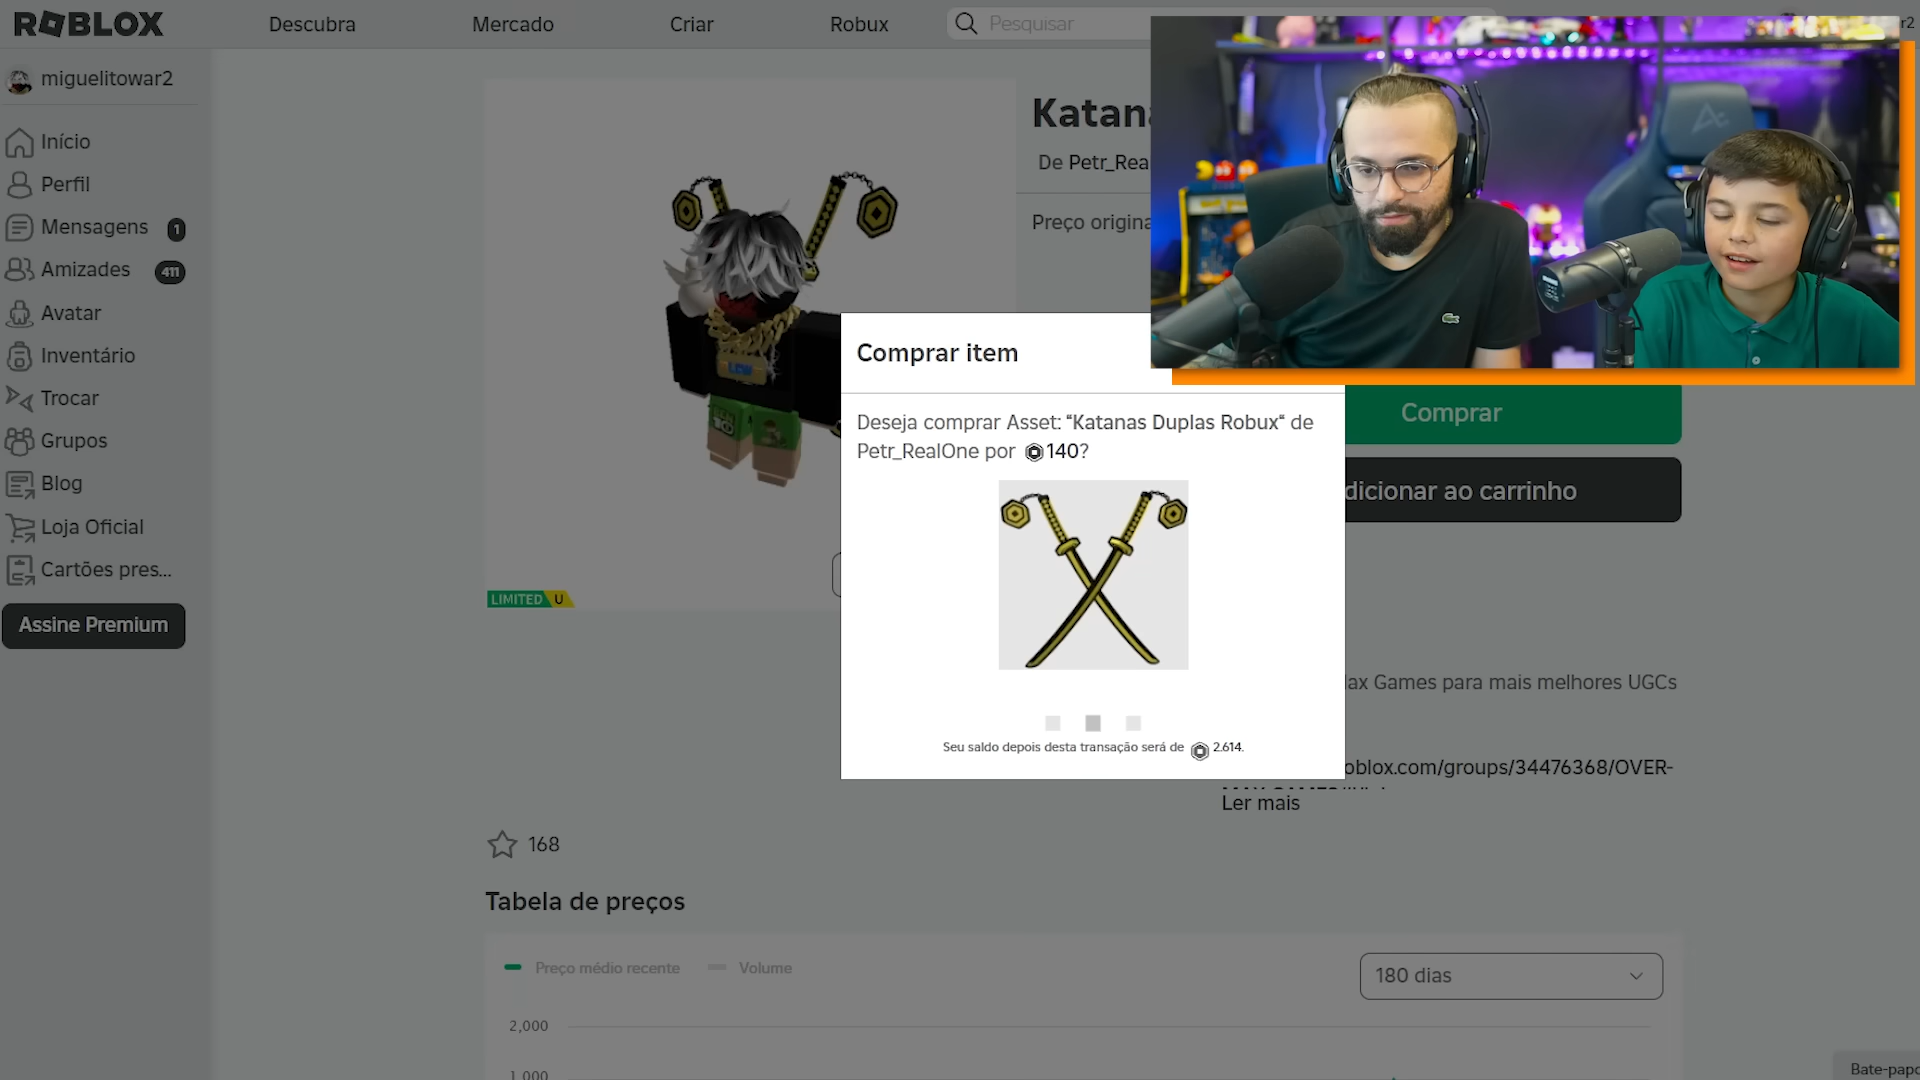 ROBLOX
Descubra
Mercado
Criar
Robux
Pesquisar
r2
miguelitowar2
Início
Perfil
Mensagens 1
Amizades 411
Avatar
Inventário
Trocar
Grupos
Blog
Loja Oficial
Cartões pres...
Assine Premium
Katana
De Petr_Rea
Preço origina
LIMITED U
Comprar item
Deseja comprar Asset: “Katanas Duplas Robux“ de
Petr_RealOne por 140?
Seu saldo depois desta transação será de 2.614.
Comprar
dicionar ao carrinho
ax Games para mais melhores UGCs
oblox.com/groups/34476368/OVER-
Ler mais
168
Tabela de preços
Preço médio recente
Volume
180 dias
2,000
1,000
Bate-papo